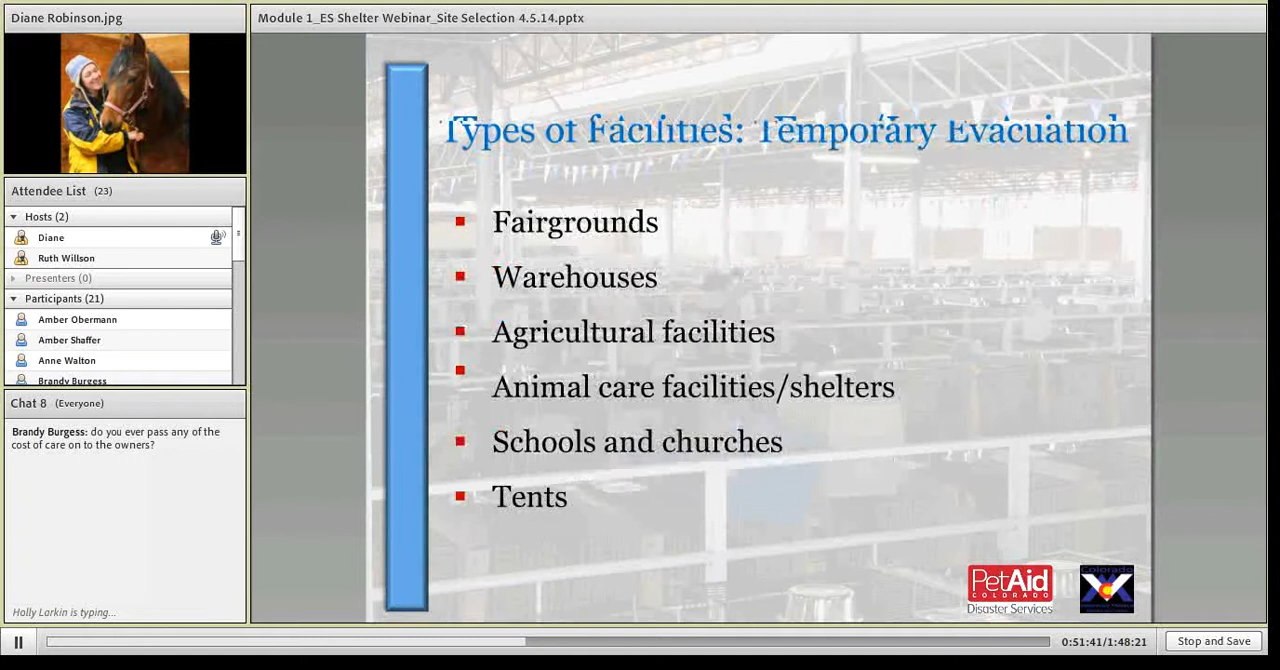 Diane Robinson.jpg
Module 1_ES Shelter Webinar_Site Selection 4.5.14.pptx
Attendee List (23)
Hosts (2)
Diane
Ruth Willson
Presenters (0)
Participants (21)
Amber Obermann
Amber Shaffer
Anne Walton
Brandy Burgess
Chat 8 (Everyone)
Brandy Burgess: do you ever pass any of the
cost of care on to the owners?
Holly Larkin is typing...
Types of Facilities: Temporary Evacuation
Fairgrounds
Warehouses
Agricultural facilities
Animal care facilities/shelters
Schools and churches
Tents
PetAid
COLORADO
Disaster Services
Colorado
0:51:41/1:48:21
Stop and Save